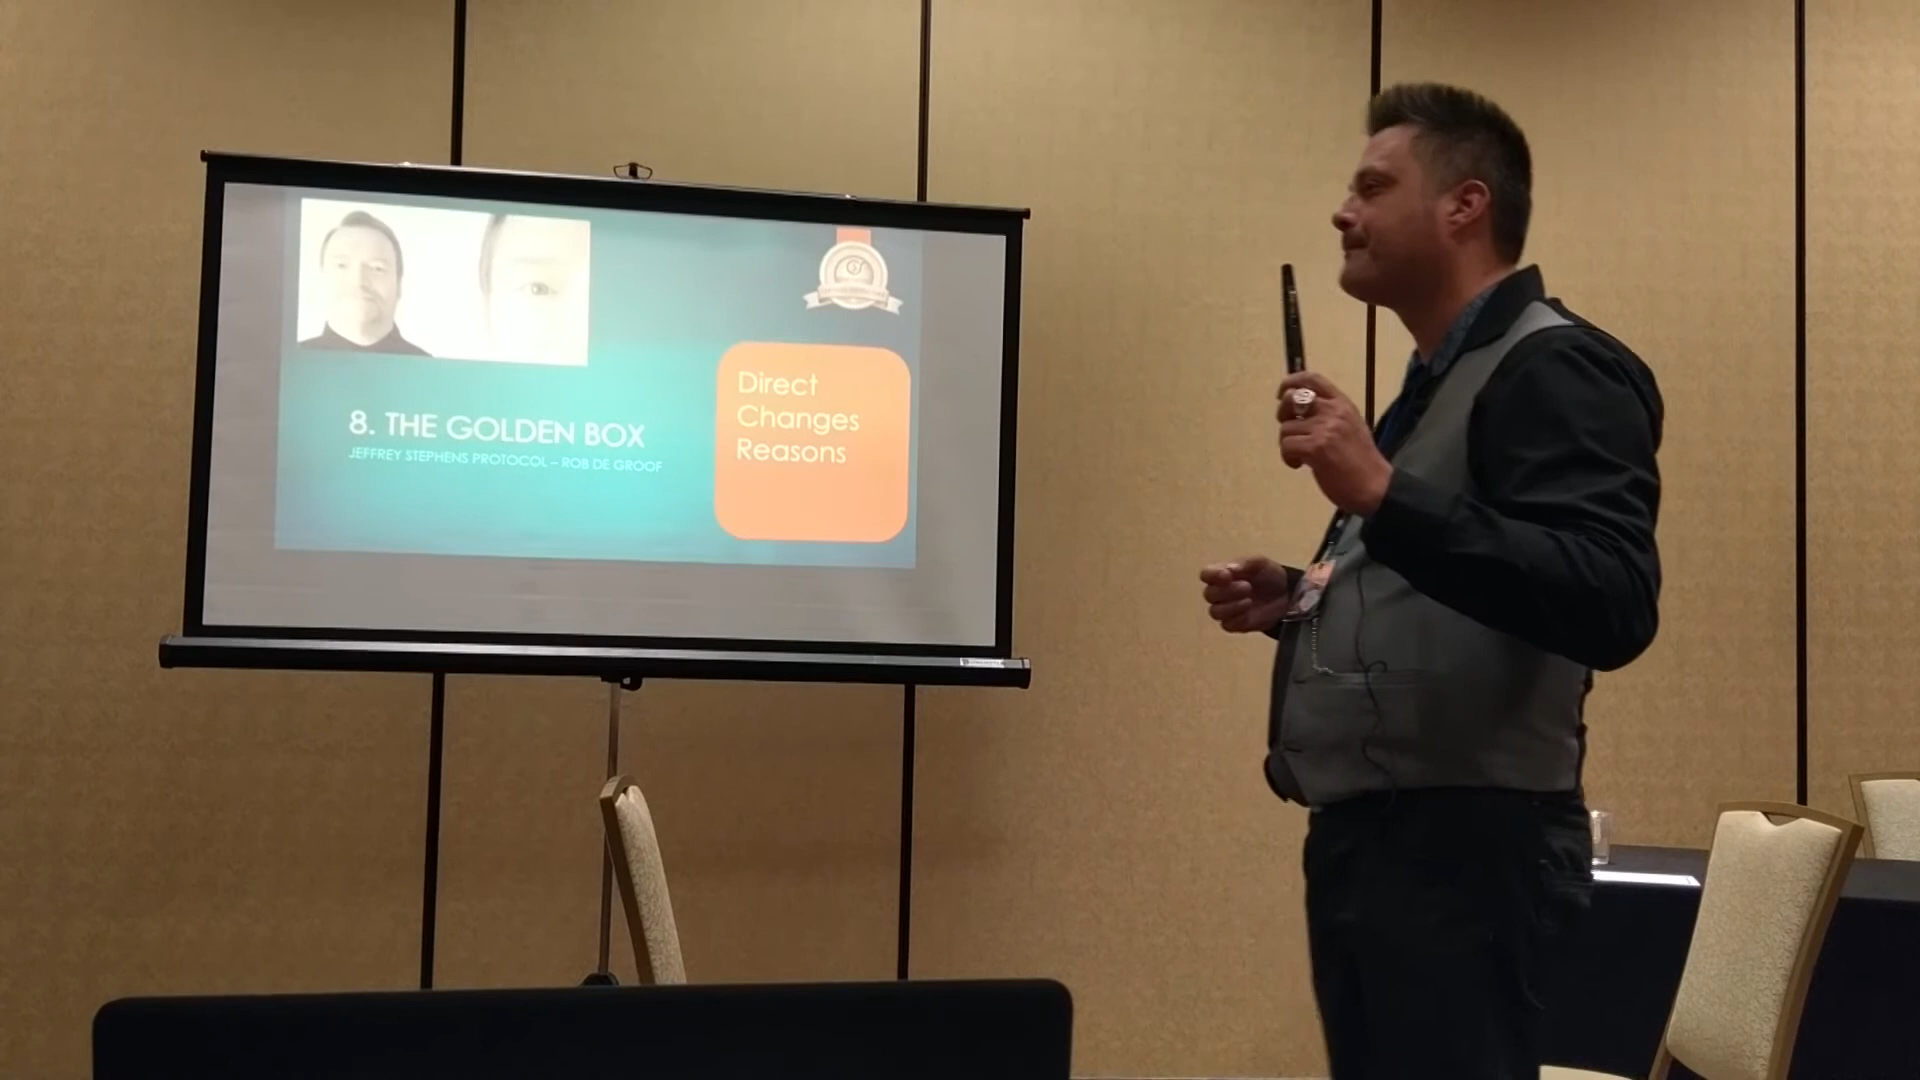 8. THE GOLDEN BOX
JEFFREY STEPHENS PROTOCOL – ROB DE GROOF
Direct
Changes
Reasons